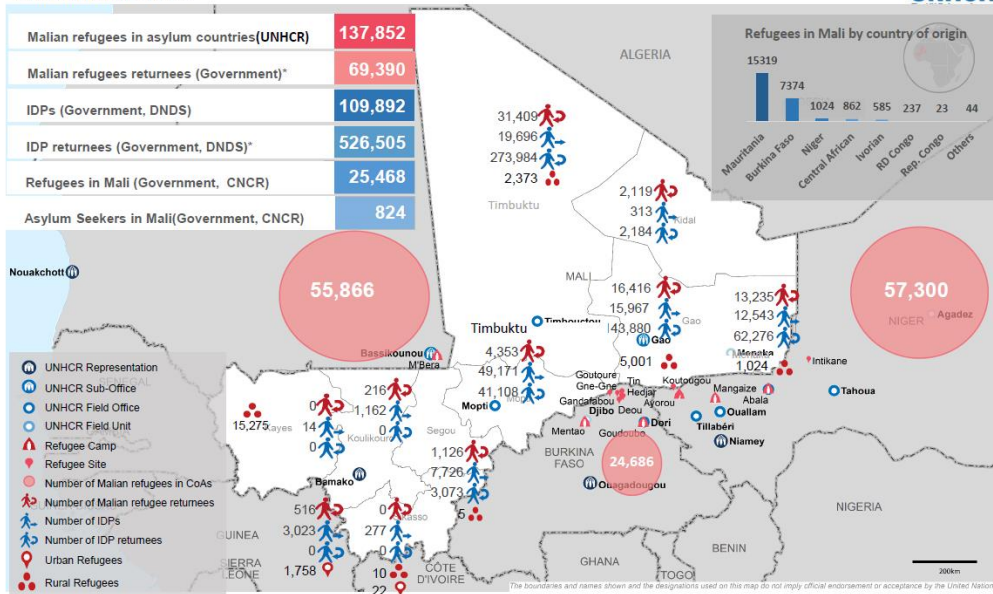 Malian refugees in asylum countries(UNHCR) 137,852
Malian refugees returnees (Government)* 69,390
IDPs (Government, DNDS) 109,892
IDP returnees (Government, DNDS)* 526,505
Refugees in Mali (Government, CNCR) 25,468
Asylum Seekers in Mali(Government, CNCR) 824
ALGERIA
Refugees in Mali by country of origin
15319
7374
1024
862
585
237
23
44
Mauritania
Burkina Faso
Niger
Central African
Ivorian
RD Congo
Rep. Congo
Others
31,409
19,696
273,984
2,373
Timbuktu
2,119
313
2,184
Kidal
Nouakchott
55,866
57,300
NIGER
Agadez
MALI
16,416
15,967
143,880
Gao
Gao
5,001
13,235
12,543
62,276
Menaka
1,024
Intikane
Timbuktu
4,353
49,171
41,108
Mopti
Bassikounou
M'Bera
Goutoure
Gne-Gne
Tin
Hedjar
Koutougou
Gandafabou
Djibo
Deou
Ayorou
Mangaize
Abala
Tahoua
Ouallam
Tillabéri
Niamey
Mentao
Goudoubo
Dori
BURKINA
FASO
24,686
Ouagadougou
UNHCR Representation
UNHCR Sub-Office
UNHCR Field Office
UNHCR Field Unit
Refugee Camp
Refugee Site
Number of Malian refugees in CoAs
Number of Malian refugee returnees
Number of IDPs
Number of IDP returnees
Urban Refugees
Rural Refugees
15,275
Kayes
0
14
0
216
1,162
0
Koulikouro
Segou
1,126
7,726
3,073
5
Bamako
516
3,023
0
1,758
0
277
0
10
22
GUINEA
SIERRA
LEONE
CÔTE
D'IVOIRE
GHANA
TOGO
BENIN
NIGERIA
200km
The boundaries and names shown and the designations used on this map do not imply official endorsement or acceptance by the United Nation